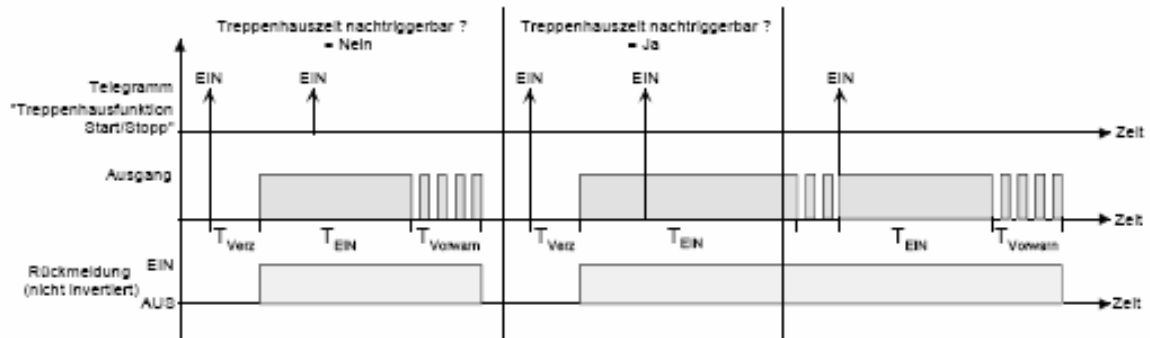 Treppenhauszeit nachtriggerbar ?
= Nein
Treppenhauszeit nachtriggerbar ?
= Ja
EIN
EIN
EIN
EIN
EIN
Telegramm
"Treppenhausfunktion
Start/Stopp"
Zeit
Ausgang
Zeit
TVerz
TEIN
TVorwarn
TVerz
TEIN
TEIN
TVorwarn
Rückmeldung
(nicht invertiert)
EIN
AUS
Zeit